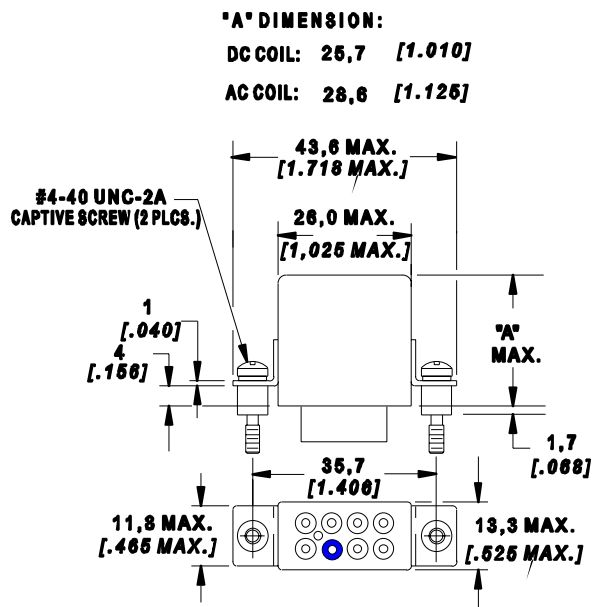 "A" DIMENSION:
DC COIL: 25,7 [1.010]
AC COIL: 28,6 [1.125]
43,6 MAX.
[1.718 MAX.]
#4-40 UNC-2A
CAPTIVE SCREW (2 PLCS.)
26,0 MAX.
[1,025 MAX.]
1
[.040]
4
[.156]
"A"
MAX.
1,7
[.068]
35,7
[1.406]
11,8 MAX.
[.465 MAX.]
13,3 MAX.
[.525 MAX.]